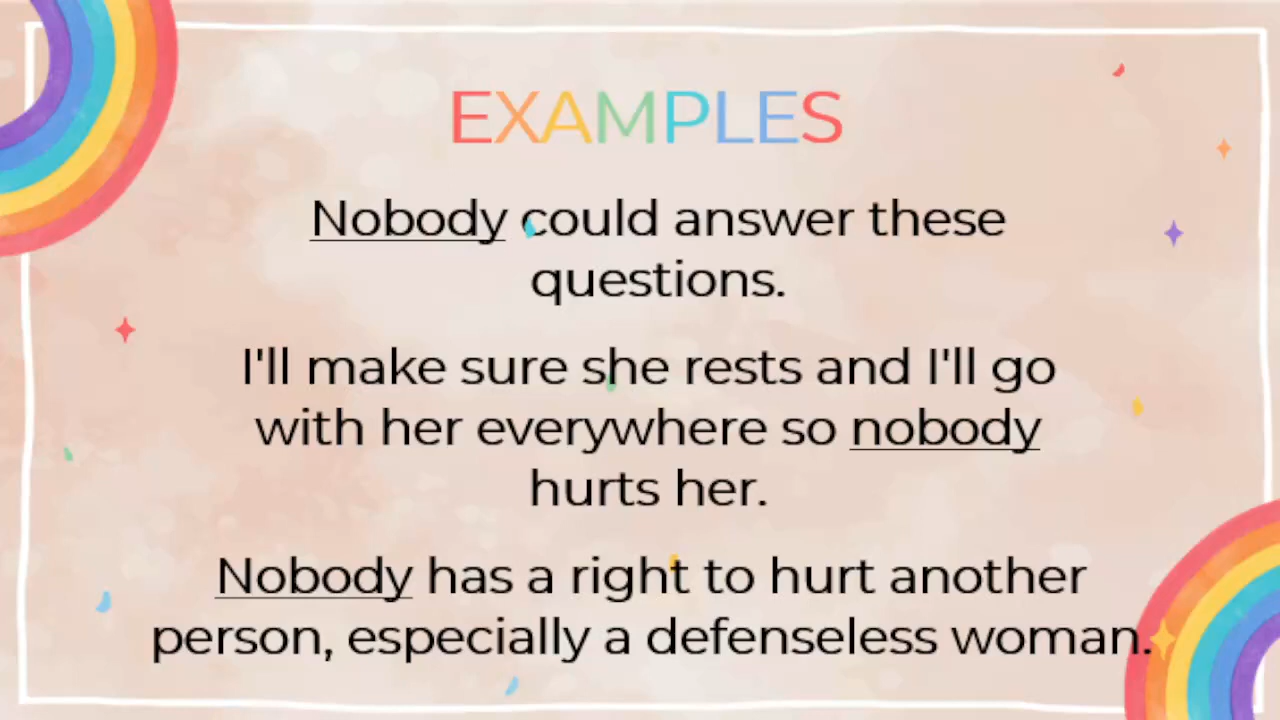 EXAMPLES
Nobody could answer these
questions.
I'll make sure she rests and I'll go
with her everywhere so nobody
hurts her.
Nobody has a right to hurt another
person, especially a defenseless woman.